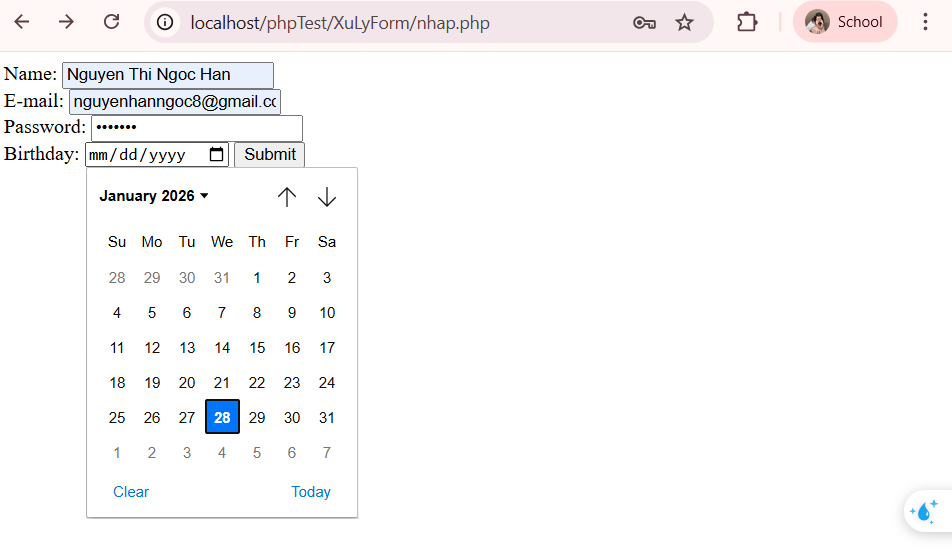 localhost/phpTest/XuLyForm/nhap.php School
Name: Nguyen Thi Ngoc Han
E-mail: nguyenhanngoc8@gmail.co
Password: •••••••
Birthday: mm/dd/yyyy Submit
January 2026
Su Mo Tu We Th Fr Sa
28 29 30 31 1 2 3
4 5 6 7 8 9 10
11 12 13 14 15 16 17
18 19 20 21 22 23 24
25 26 27 28 29 30 31
1 2 3 4 5 6 7
Clear Today